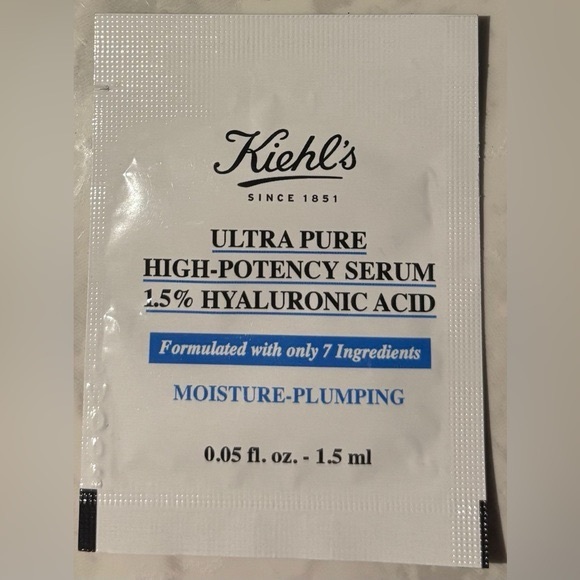 Kiehl's
SINCE 1851
ULTRA PURE
HIGH-POTENCY SERUM
1.5% HYALURONIC ACID
Formulated with only 7 Ingredients
MOISTURE-PLUMPING
0.05 fl. oz. - 1.5 ml